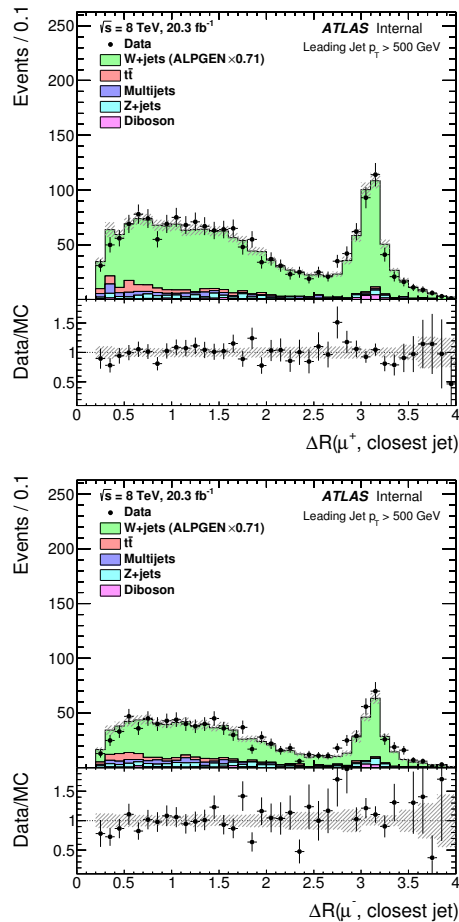 √s = 8 TeV, 20.3 fb⁻¹
ATLAS Internal
Data
Leading Jet p_T > 500 GeV
W+jets (ALPGEN×0.71)
tt̄
Multijets
Z+jets
Diboson
Events / 0.1
250
200
150
100
50
Data/MC
1.5
1
0.5
0 0.5 1 1.5 2 2.5 3 3.5 4
ΔR(μ⁺, closest jet)
√s = 8 TeV, 20.3 fb⁻¹
ATLAS Internal
Data
Leading Jet p_T > 500 GeV
W+jets (ALPGEN×0.71)
tt̄
Multijets
Z+jets
Diboson
Events / 0.1
250
200
150
100
50
0
Data/MC
1.5
1
0.5
0 0.5 1 1.5 2 2.5 3 3.5 4
ΔR(μ⁻, closest jet)